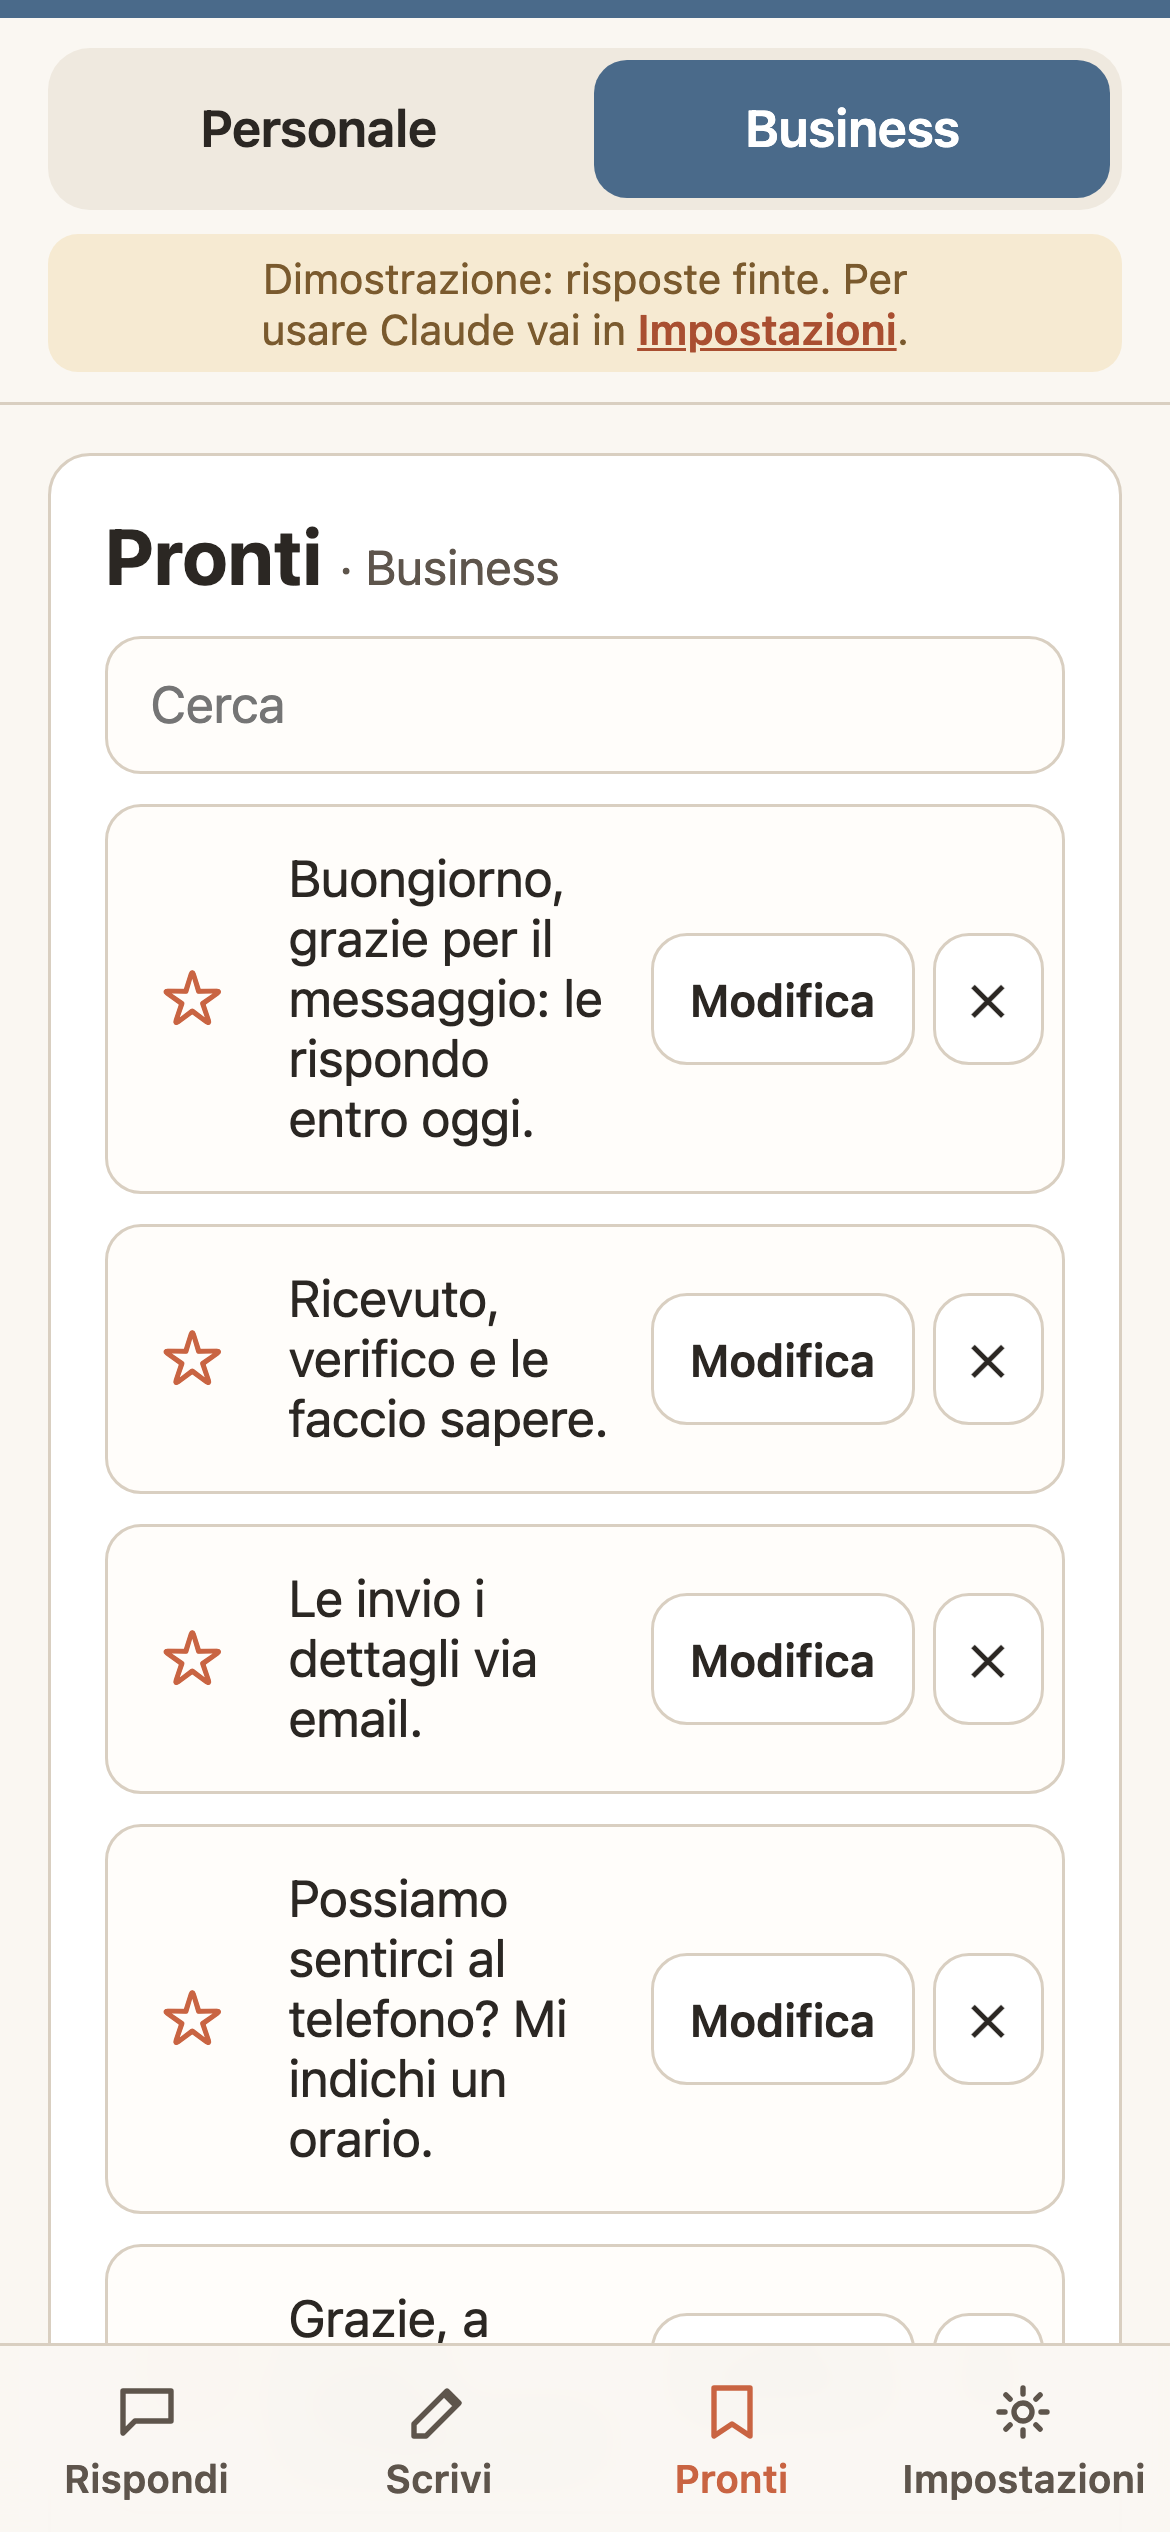 Personale
Business
Dimostrazione: risposte finte. Per
usare Claude vai in Impostazioni.
Pronti · Business
Cerca
Buongiorno,
grazie per il
messaggio: le
rispondo
entro oggi.
Modifica
Ricevuto,
verifico e le
faccio sapere.
Modifica
Le invio i
dettagli via
email.
Modifica
Possiamo
sentirci al
telefono? Mi
indichi un
orario.
Modifica
Grazie, a
Rispondi
Scrivi
Pronti
Impostazioni